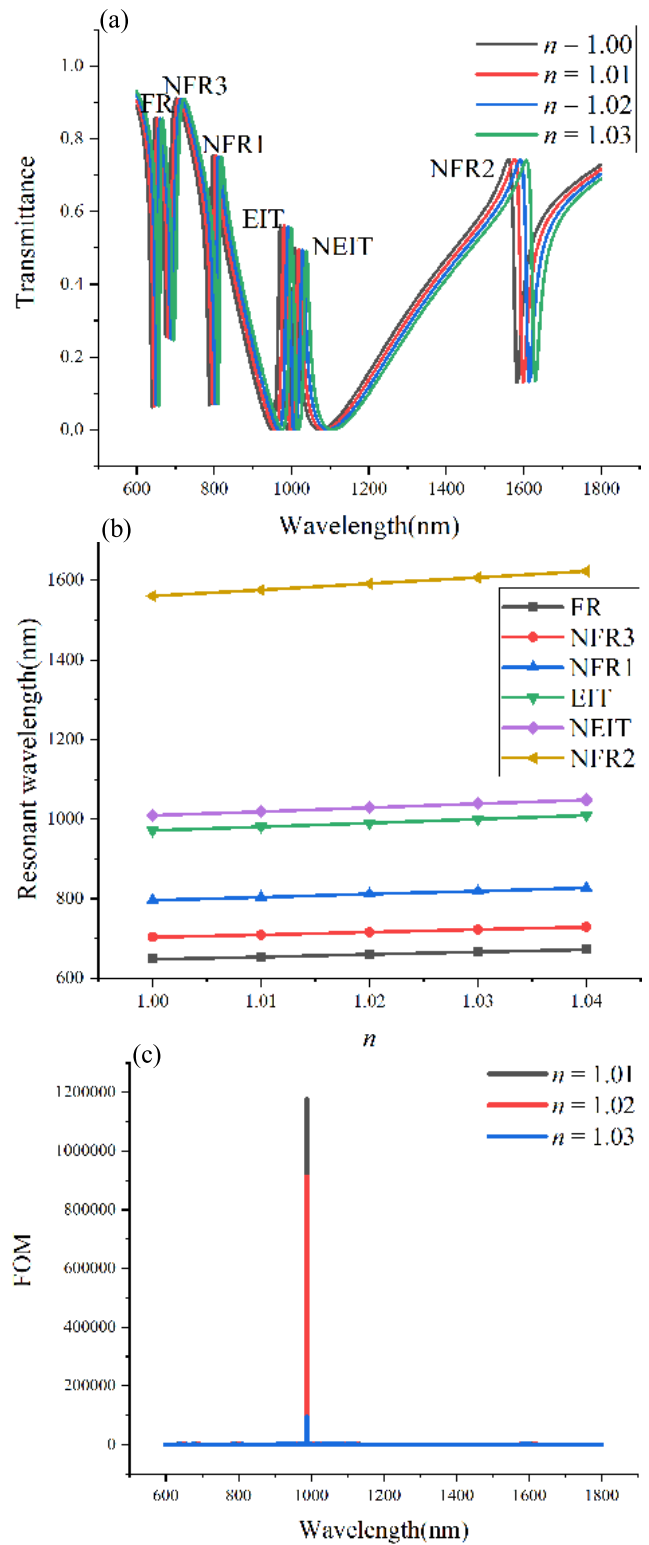 (a)
n – 1.00
n = 1.01
n – 1.02
n = 1.03
NFR3
FR
NFR1
NFR2
EIT
NEIT
Transmittance
1.0
0.8
0.6
0.4
0.2
0.0
600 800 1000 1200 1400 1600 1800
Wavelength(nm)
(b)
Resonant wavelength(nm)
1600
1400
1200
1000
800
600
FR
NFR3
NFR1
EIT
NEIT
NFR2
1.00 1.01 1.02 1.03 1.04
n
(c)
n = 1.01
n = 1.02
n = 1.03
FOM
1200000
1000000
800000
600000
400000
200000
0
600 800 1000 1200 1400 1600 1800
Wavelength(nm)